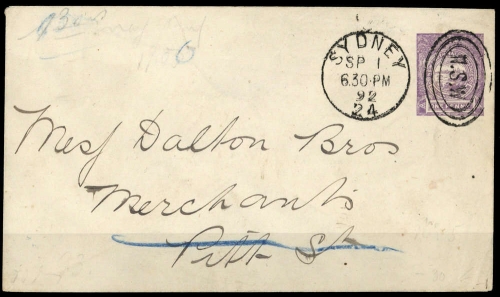 SYDNEY
SP 1
6.30·PM
92
24
N.S.W
Mess Dalton Bros
Merchants
Pitt St.